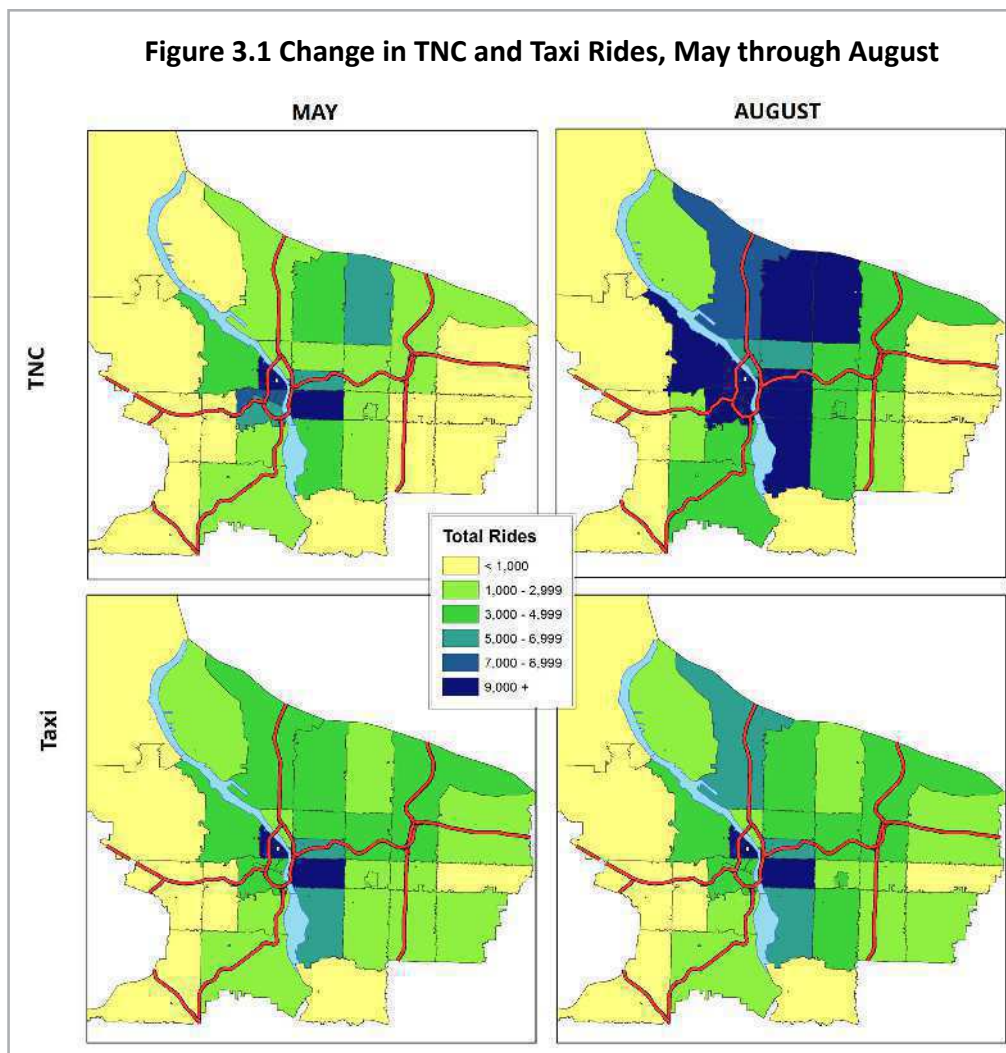 Figure 3.1 Change in TNC and Taxi Rides, May through August
MAY
AUGUST
TNC
Total Rides
< 1,000
1,000 - 2,999
3,000 - 4,999
5,000 - 6,999
7,000 - 8,999
9,000 +
Taxi